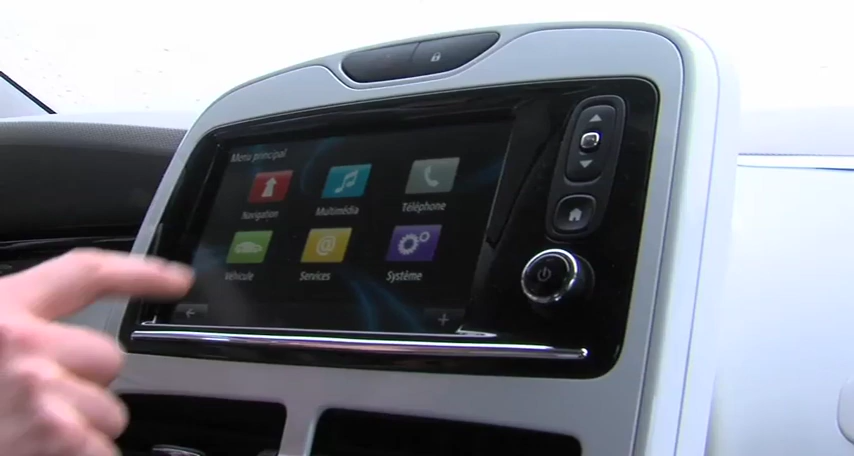 Menu principal
Navigation
Multimédia
Téléphone
Véhicule
Services
Système